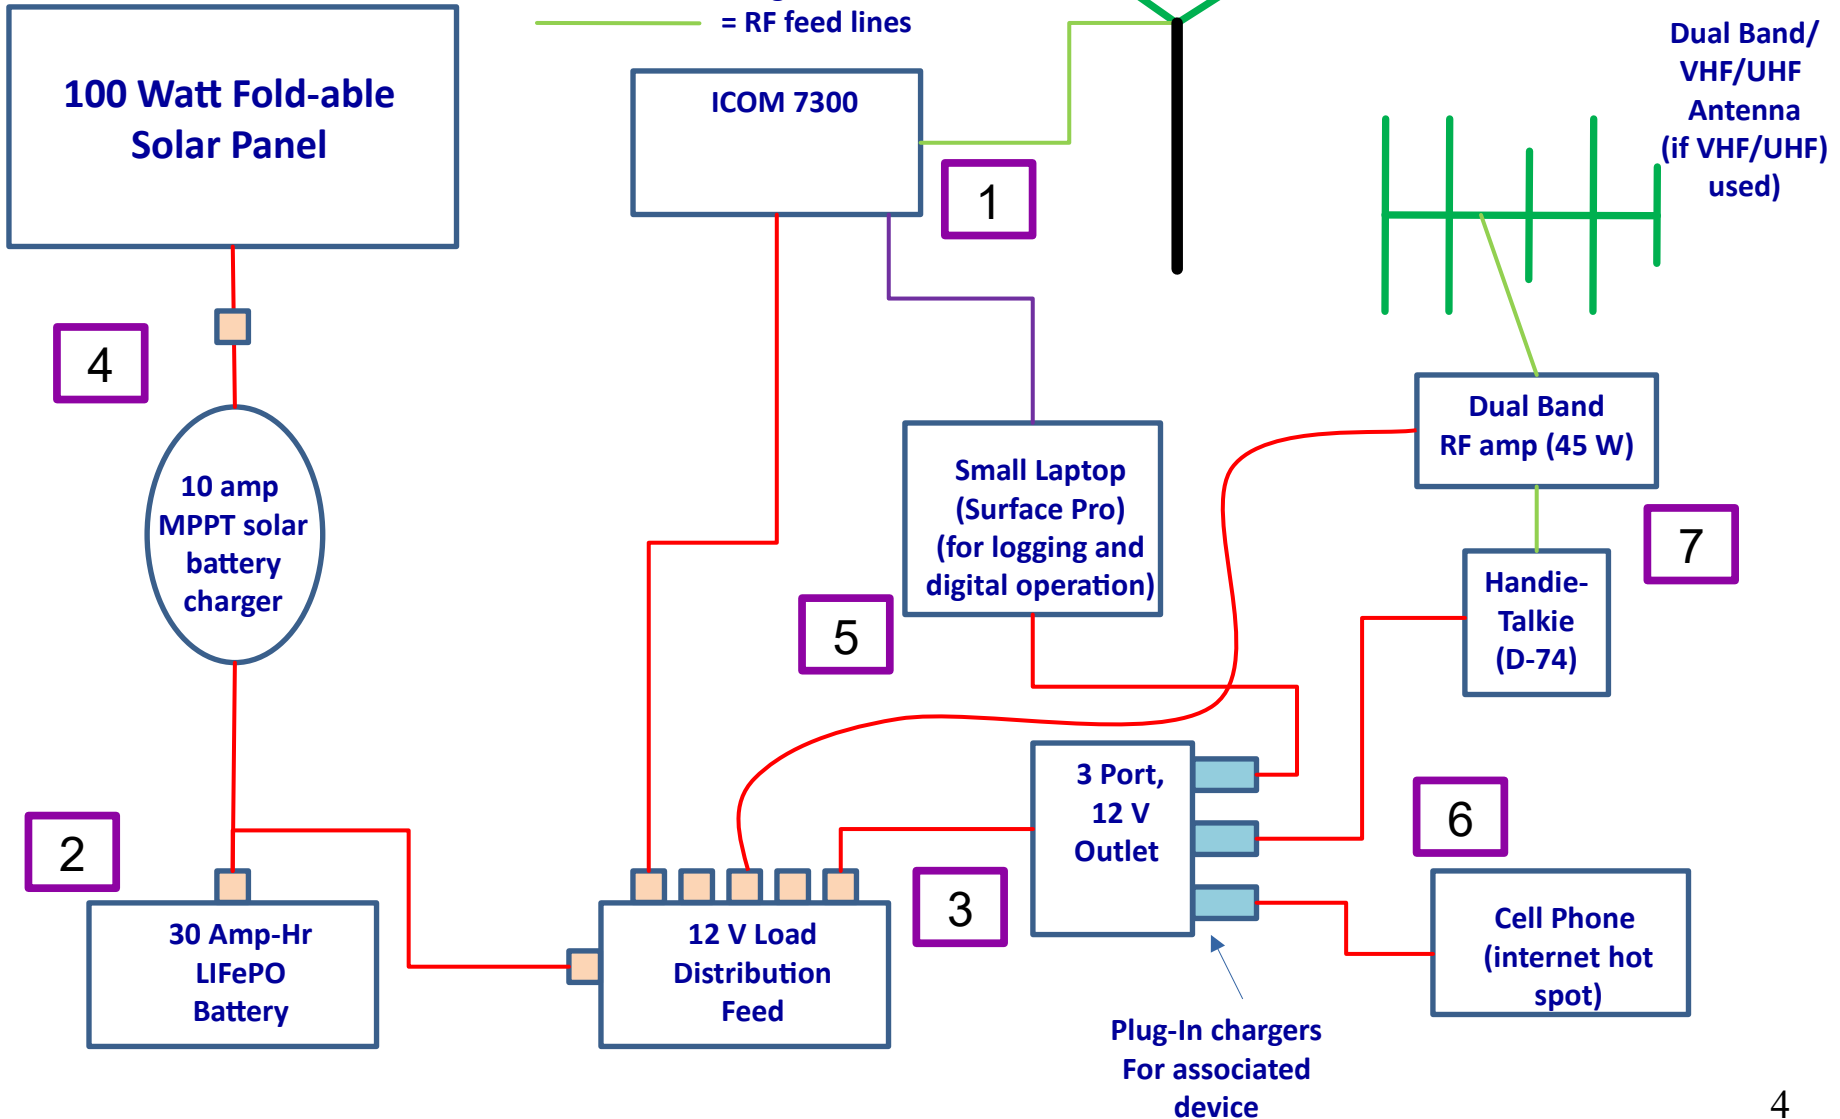 = RF feed lines
100 Watt Fold-able
Solar Panel
ICOM 7300
1
Dual Band/
VHF/UHF
Antenna
(if VHF/UHF)
used)
4
10 amp
MPPT solar
battery
charger
Small Laptop
(Surface Pro)
(for logging and
digital operation)
5
Dual Band
RF amp (45 W)
7
Handie-
Talkie
(D-74)
2
30 Amp-Hr
LIFePO
Battery
12 V Load
Distribution
Feed
3
3 Port,
12 V
Outlet
6
Cell Phone
(internet hot
spot)
Plug-In chargers
For associated
device
4